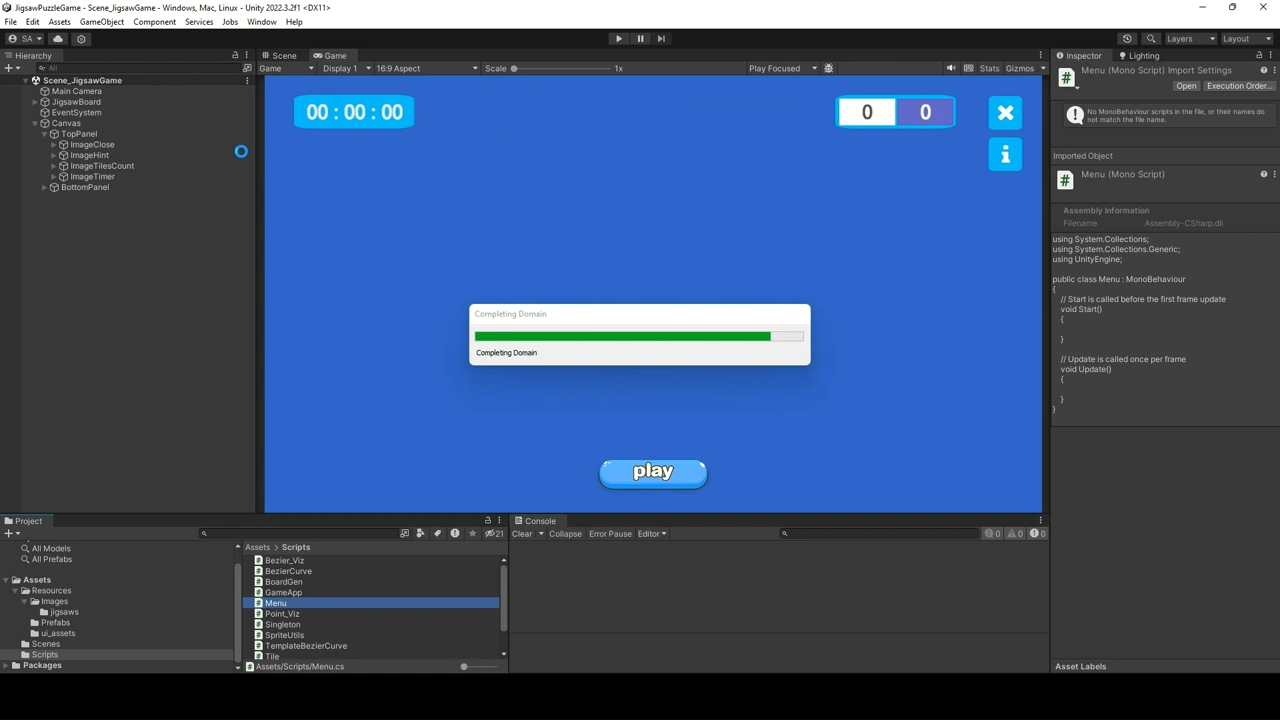 JigsawPuzzleGame - Scene_JigsawGame - Windows, Mac, Linux - Unity 2022.3.2f1 <DX11>
File Edit Assets GameObject Component Services Jobs Window Help
SA Layers Layout
Hierarchy
All
Scene_JigsawGame
Main Camera
JigsawBoard
EventSystem
Canvas
TopPanel
ImageClose
ImageHint
ImageTilesCount
ImageTimer
BottomPanel
Scene Game
Game Display 1 16:9 Aspect Scale 1x Play Focused Stats Gizmos
00 : 00 : 00
0 0
Completing Domain
Completing Domain
play
Inspector Lighting
Menu (Mono Script) Import Settings
Open Execution Order...
No MonoBehaviour scripts in the file, or their names do
not match the file name.
Imported Object
Menu (Mono Script)
Assembly Information
Filename Assembly-CSharp.dll
using System.Collections;
using System.Collections.Generic;
using UnityEngine;
public class Menu : MonoBehaviour
{
// Start is called before the first frame update
void Start()
{
}
// Update is called once per frame
void Update()
{
}
}
Asset Labels
Project
21
All Models
All Prefabs
Assets
Resources
Images
jigsaws
Prefabs
ui_assets
Scenes
Scripts
Packages
Assets > Scripts
Bezier_Viz
BezierCurve
BoardGen
GameApp
Menu
Point_Viz
Singleton
SpriteUtils
TemplateBezierCurve
Tile
Assets/Scripts/Menu.cs
Console
Clear Collapse Error Pause Editor 0 0 0